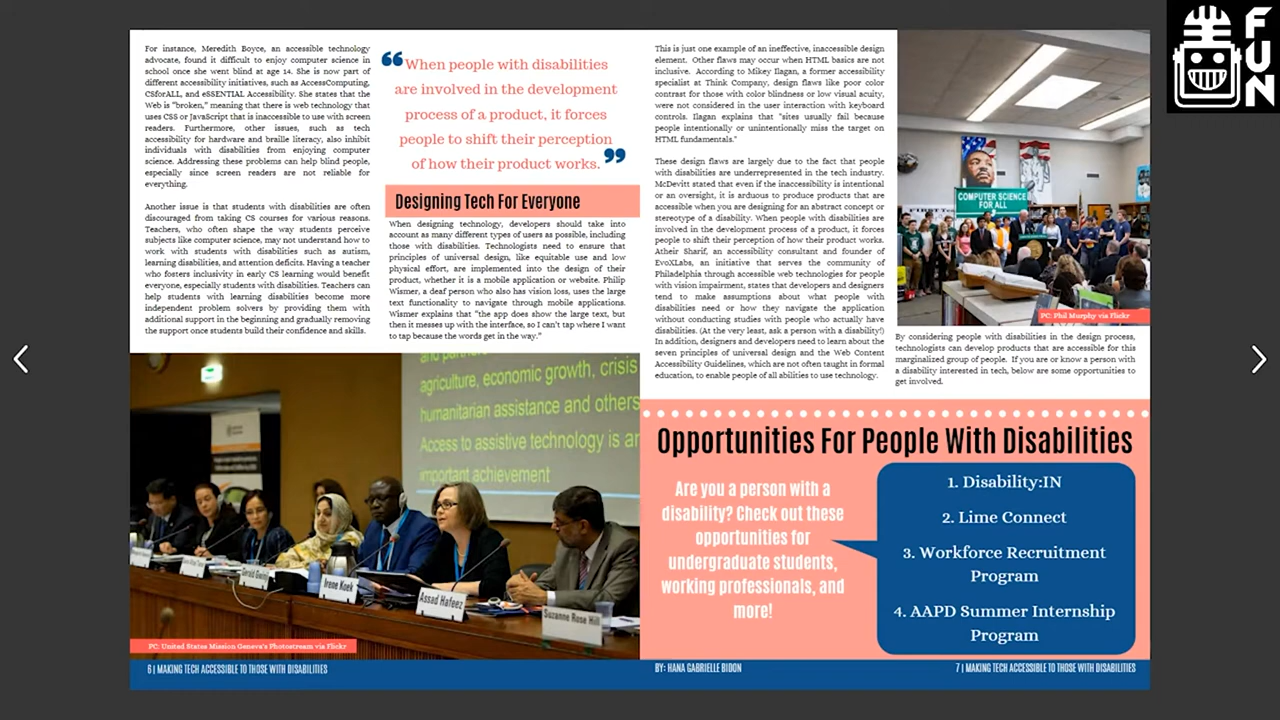 For instance, Meredith Boyce, an accessible technology
advocate, found it difficult to enjoy computer science in
school once she went blind at age 14. She is now part of
different accessibility initiatives, such as AccessComputing,
CSforALL, and eSSENTIAL Accessibility. She states that the
Web is "broken," meaning that there is web technology that
uses CSS or JavaScript that is inaccessible to use with screen
readers. Furthermore, other issues, such as tech
accessibility for hardware and braille literacy, also inhibit
individuals with disabilities from enjoying computer
science. Addressing these problems can help blind people,
especially since screen readers are not reliable for
everything.
Another issue is that students with disabilities are often
discouraged from taking CS courses for various reasons.
Teachers, who often shape the way students perceive
subjects like computer science, may not understand how to
work with students with disabilities such as autism,
learning disabilities, and attention deficits. Having a teacher
who fosters inclusivity in early CS learning would benefit
everyone, especially students with disabilities. Teachers can
help students with learning disabilities become more
independent problem solvers by providing them with
additional support in the beginning and gradually removing
the support once students build their confidence and skills.
“ When people with disabilities
are involved in the development
process of a product, it forces
people to shift their perception
of how their product works. ”
Designing Tech For Everyone
When designing technology, developers should take into
account as many different types of users as possible, including
those with disabilities. Technologists need to ensure that
principles of universal design, like equitable use and low
physical effort, are implemented into the design of their
product, whether it is a mobile application or website. Philip
Wismer, a deaf person who also has vision loss, uses the large
text functionality to navigate through mobile applications.
Wismer explains that "the app does show the large text, but
then it messes up with the interface, so I can't tap where I want
to tap because the words get in the way."
and partners
agriculture, economic growth, crisis
humanitarian assistance and others
Access to assistive technology is an
important achievement
Gerald Gwinji
Irene Koek
Assad Hafeez
Suzanne Rose Hill
PC: United States Mission Geneva's Photostream via Flickr
6 | MAKING TECH ACCESSIBLE TO THOSE WITH DISABILITIES
This is just one example of an ineffective, inaccessible design
element. Other flaws may occur when HTML basics are not
inclusive. According to Mikey Ilagan, a former accessibility
specialist at Think Company, design flaws like poor color
contrast for those with color blindness or low visual acuity,
were not considered in the user interaction with keyboard
controls. Ilagan explains that "sites usually fail because
people intentionally or unintentionally miss the target on
HTML fundamentals."
These design flaws are largely due to the fact that people
with disabilities are underrepresented in the tech industry.
McDevitt stated that even if the inaccessibility is intentional
or an oversight, it is arduous to produce products that are
accessible when you are designing for an abstract concept or
stereotype of a disability. When people with disabilities are
involved in the development process of a product, it forces
people to shift their perception of how their product works.
Atheir Sharif, an accessibility consultant and founder of
EvoXLabs, an initiative that serves the community of
Philadelphia through accessible web technologies for people
with vision impairment, states that developers and designers
tend to make assumptions about what people with
disabilities need or how they navigate the application
without conducting studies with people who actually have
disabilities. (At the very least, ask a person with a disability!)
In addition, designers and developers need to learn about the
seven principles of universal design and the Web Content
Accessibility Guidelines, which are not often taught in formal
education, to enable people of all abilities to use technology.
COMPUTER SCIENCE
FOR ALL
PC: Phil Murphy via Flickr
By considering people with disabilities in the design process,
technologists can develop products that are accessible for this
marginalized group of people. If you are or know a person with
a disability interested in tech, below are some opportunities to
get involved.
Opportunities For People With Disabilities
Are you a person with a
disability? Check out these
opportunities for
undergraduate students,
working professionals, and
more!
1. Disability:IN
2. Lime Connect
3. Workforce Recruitment
Program
4. AAPD Summer Internship
Program
BY: HANA GABRIELLE BIDON
7 | MAKING TECH ACCESSIBLE TO THOSE WITH DISABILITIES
FUN